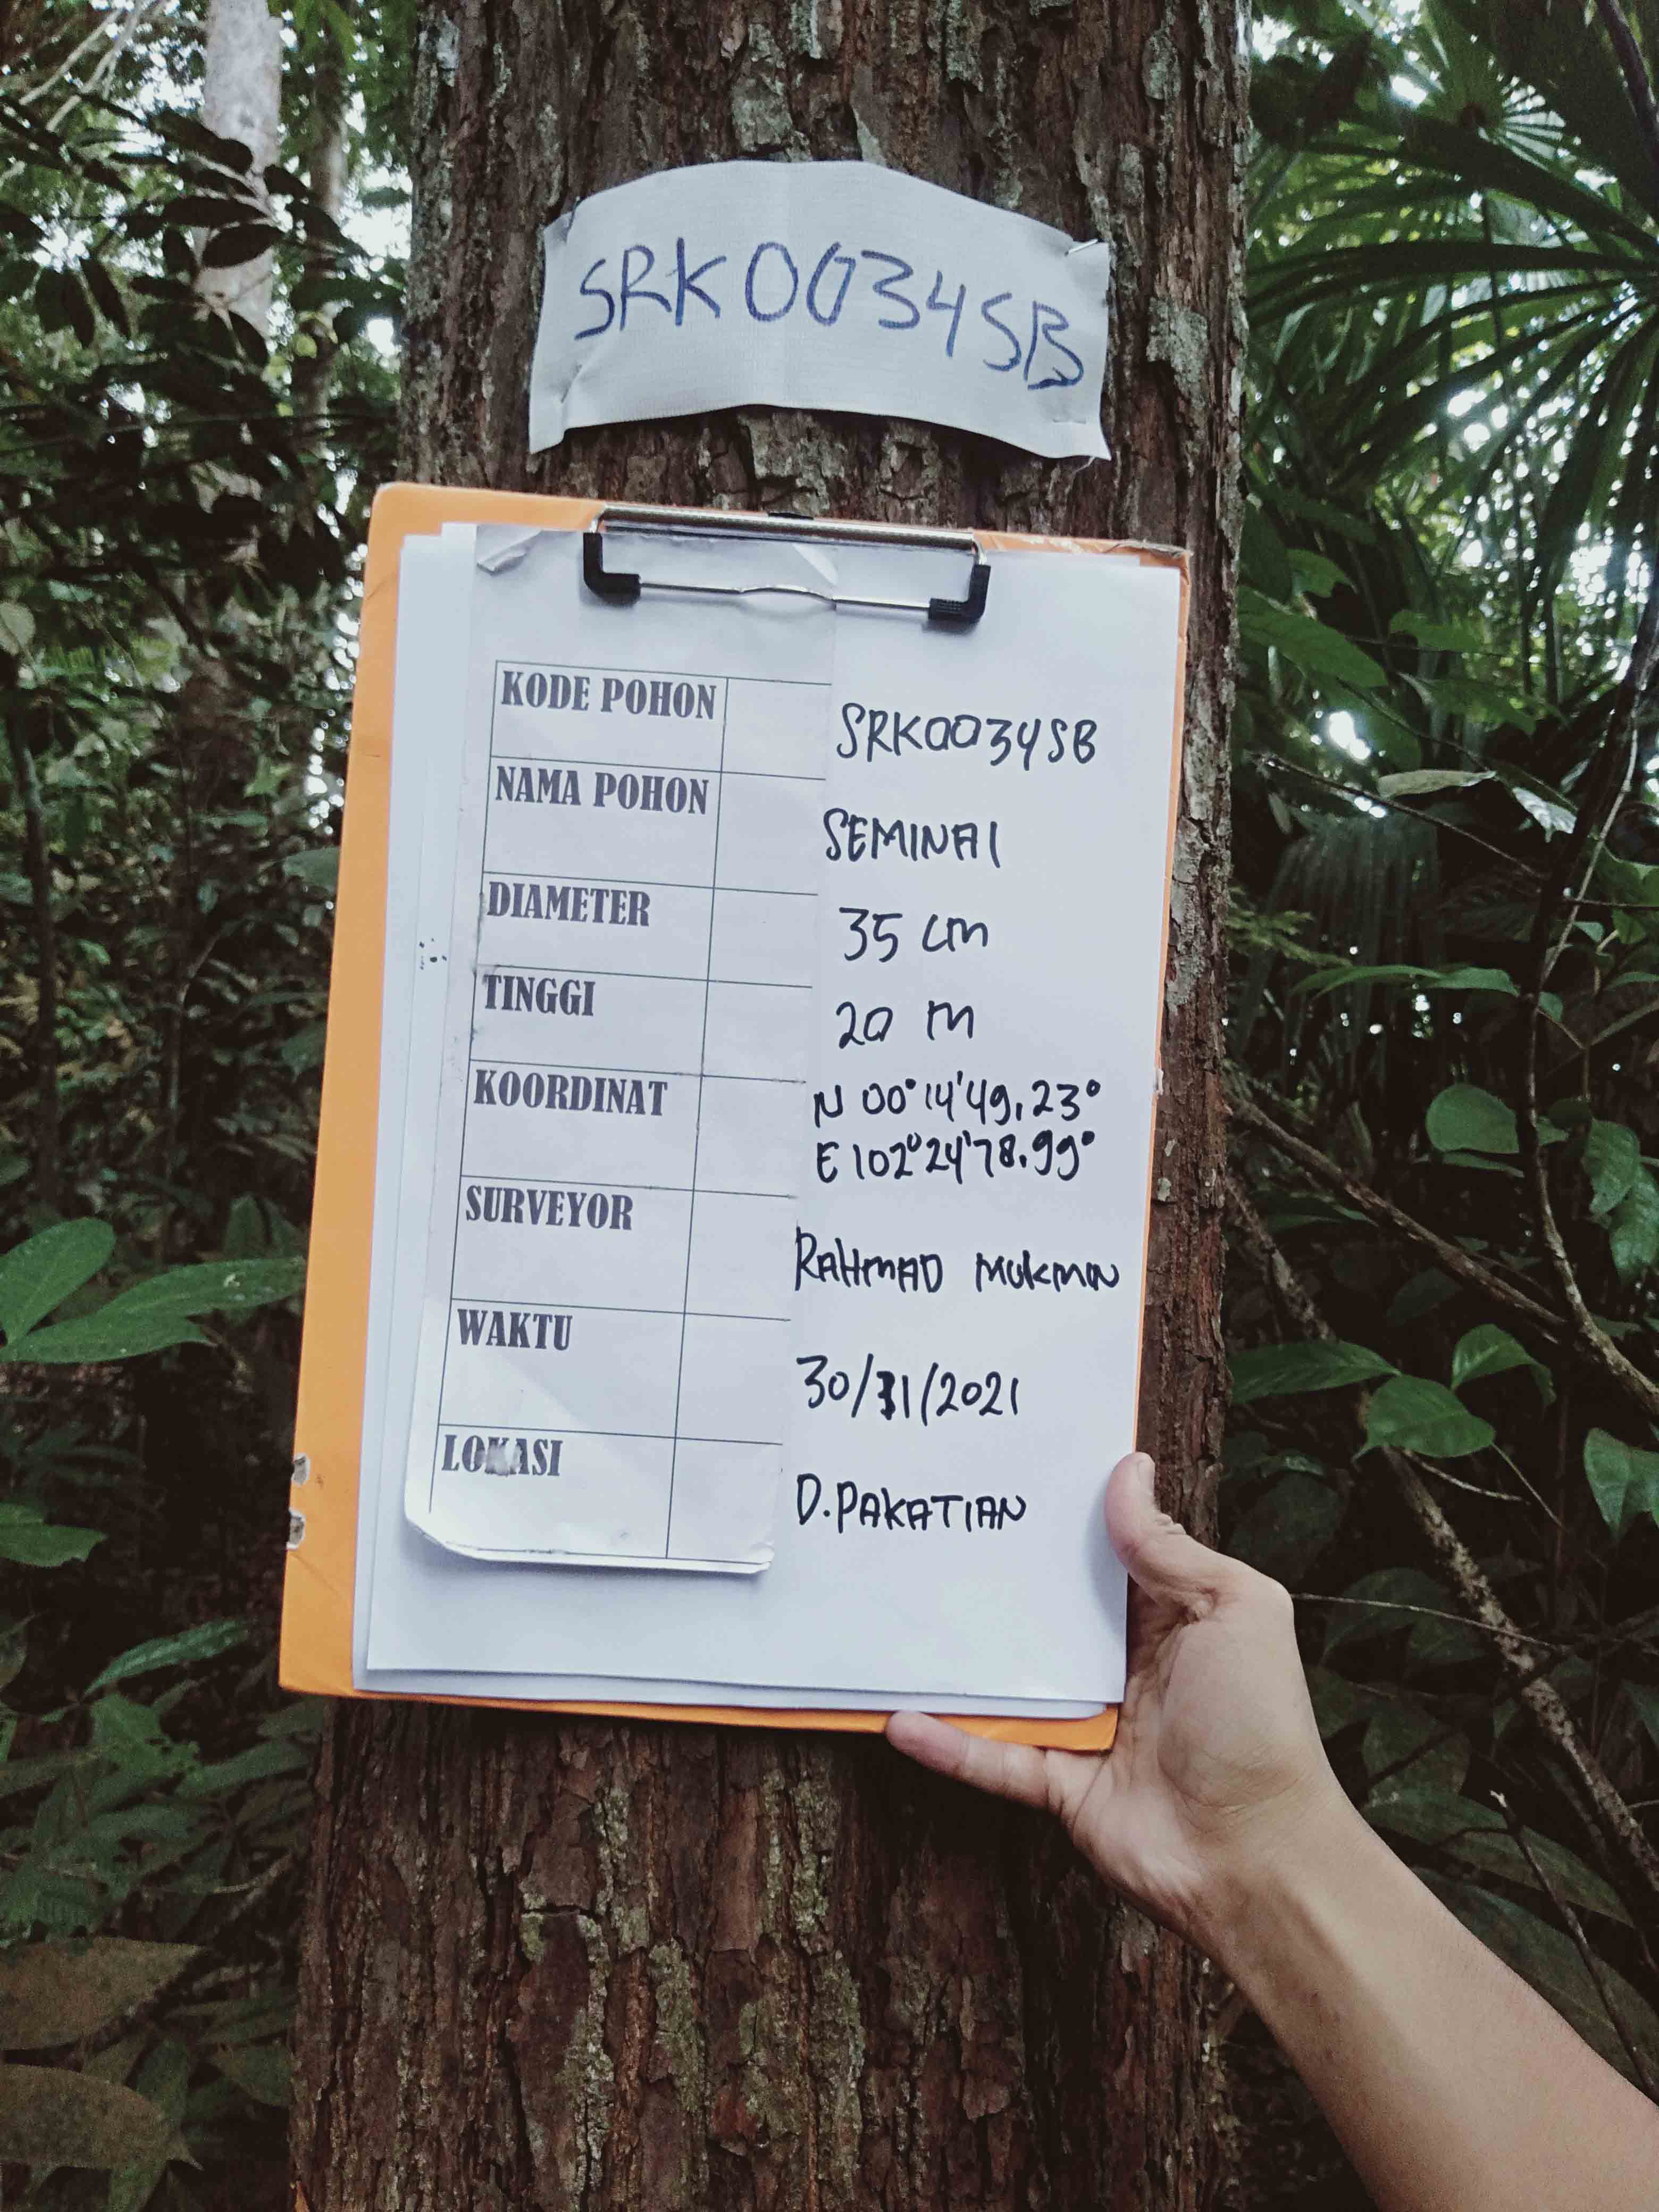 SRK0034SB
KODE POHON SRK0034SB
NAMA POHON SEMINAI
DIAMETER 35 cm
TINGGI 20 m
KOORDINAT N 00°14'49,23°
E 102°24'78.99°
SURVEYOR RAHMAD MUKMIN
WAKTU 30/31/2021
LOKASI D.PAKATIAN